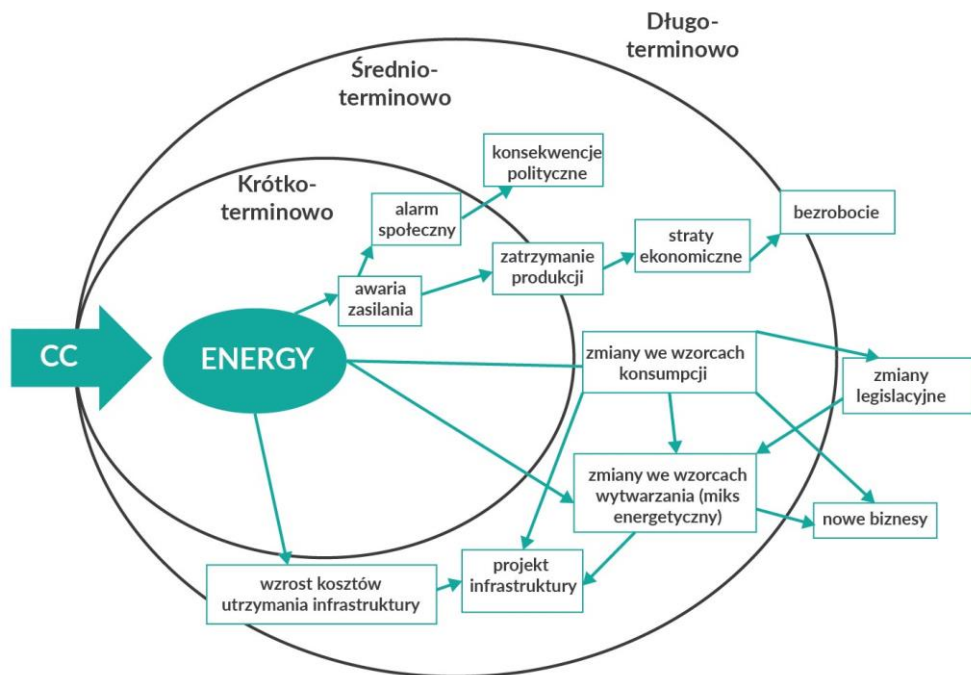 Długo-
terminowo
Średnio-
terminowo
konsekwencje
polityczne
Krótko-
terminowo
alarm
społeczny
bezrobocie
straty
ekonomiczne
zatrzymanie
produkcji
awaria
zasilania
CC
ENERGY
zmiany we wzorcach
konsumpcji
zmiany
legislacyjne
zmiany we wzorcach
wytwarzania (miks
energetyczny)
nowe biznesy
projekt
infrastruktury
wzrost kosztów
utrzymania infrastruktury